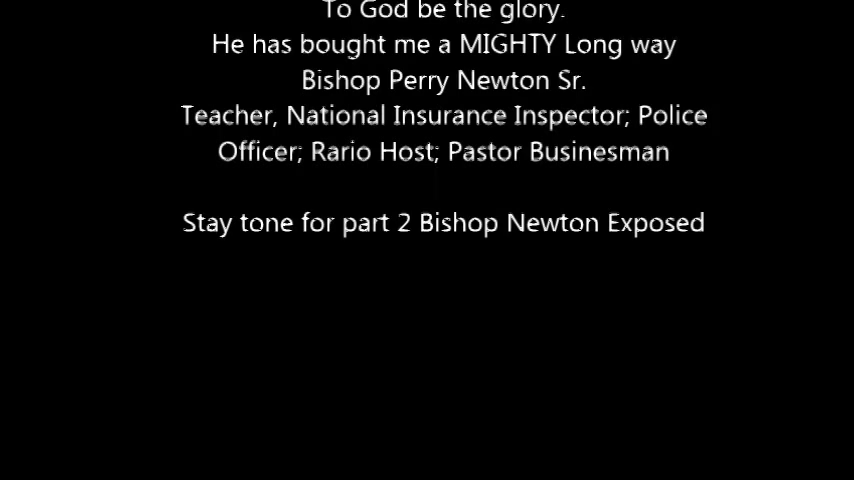 To God be the glory.
He has bought me a MIGHTY Long way
Bishop Perry Newton Sr.
Teacher, National Insurance Inspector; Police
Officer; Rario Host; Pastor Businesman
Stay tone for part 2 Bishop Newton Exposed